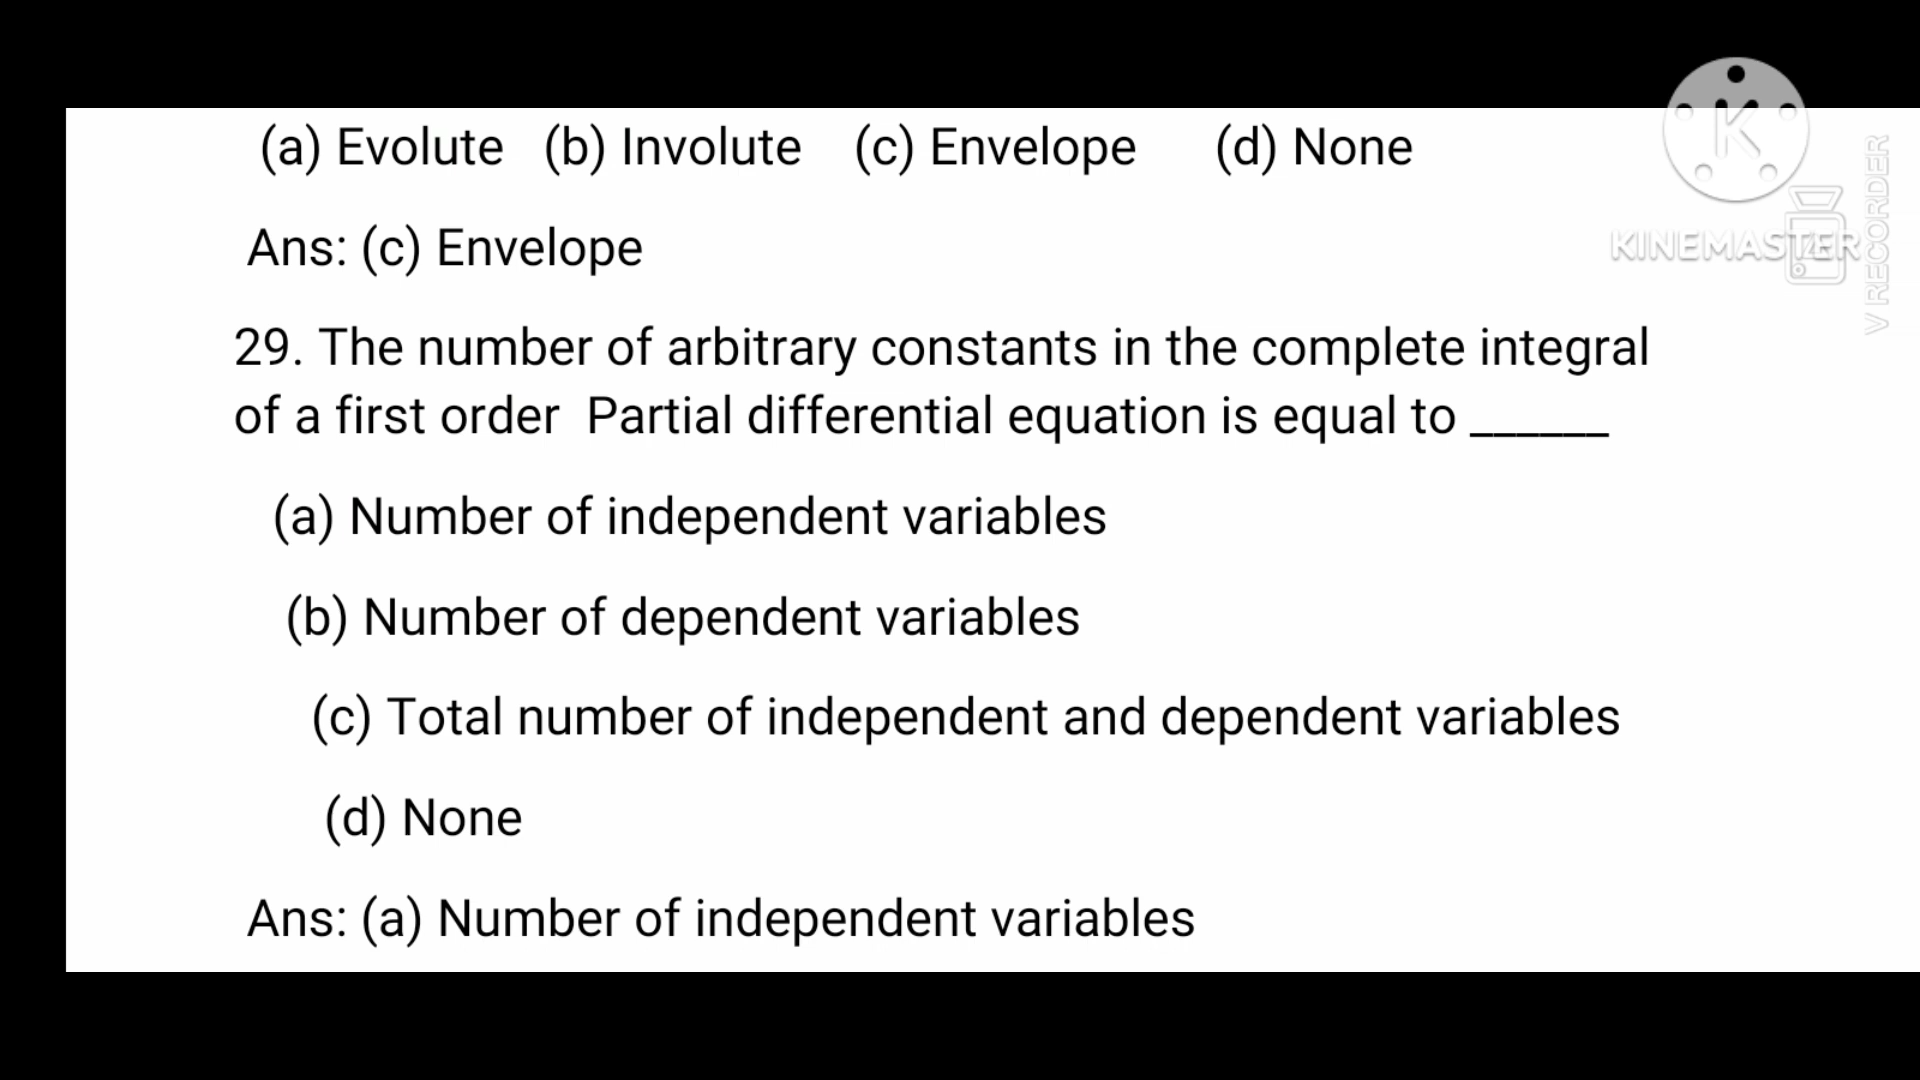 (a) Evolute (b) Involute (c) Envelope (d) None
Ans: (c) Envelope
29. The number of arbitrary constants in the complete integral
of a first order Partial differential equation is equal to ______
(a) Number of independent variables
(b) Number of dependent variables
(c) Total number of independent and dependent variables
(d) None
Ans: (a) Number of independent variables
K
KINEMASTER
V RECORDER